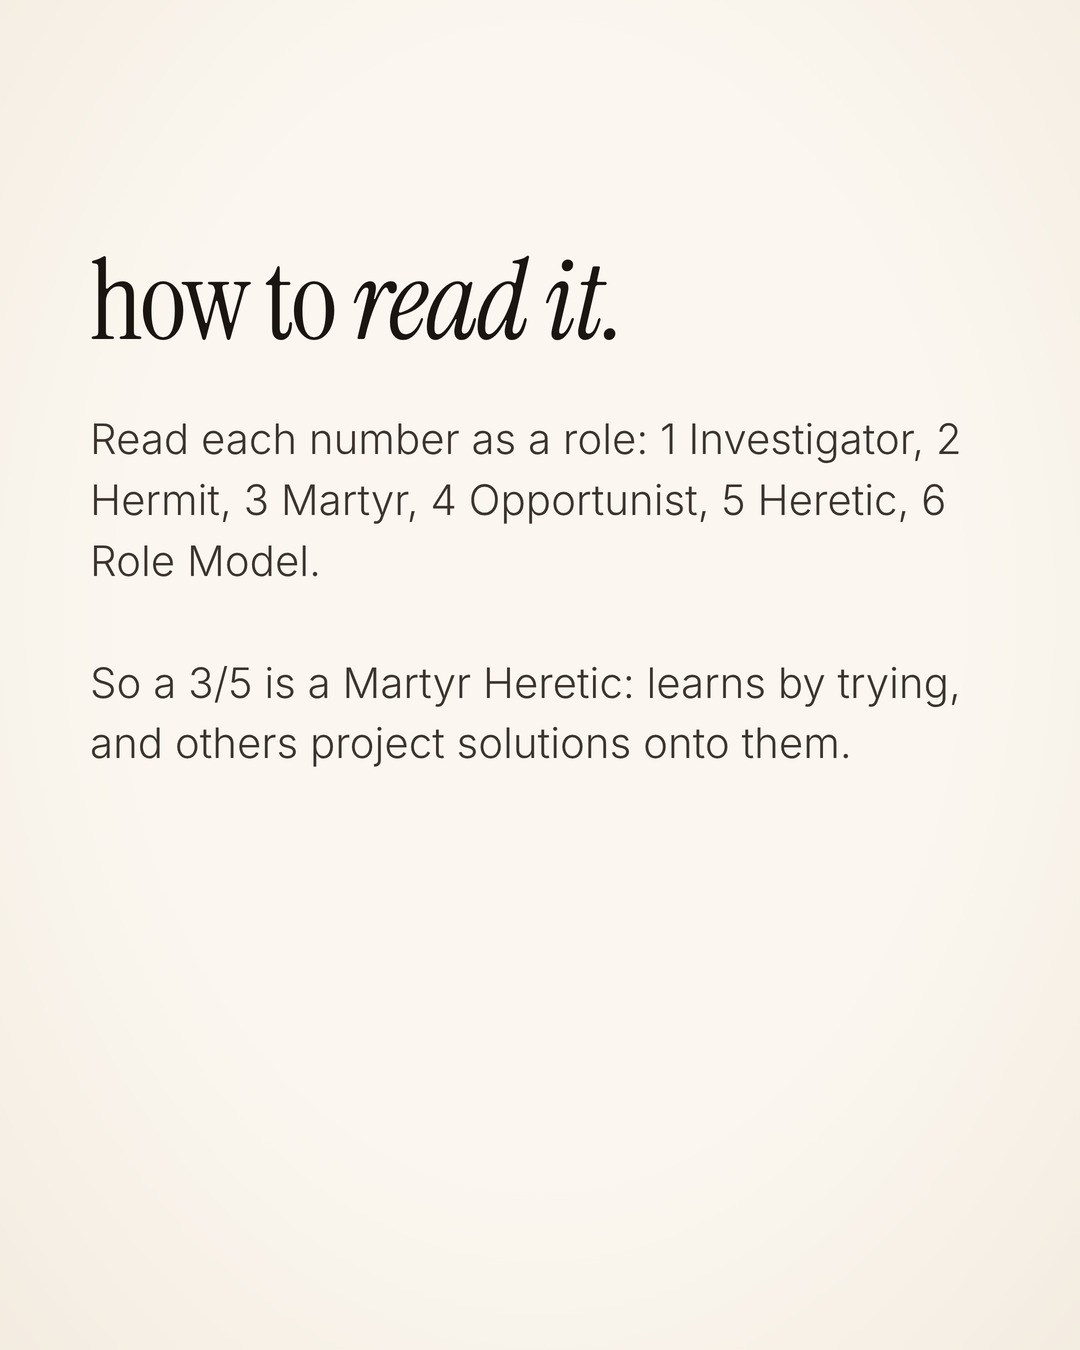 how to read it.
Read each number as a role: 1 Investigator, 2
Hermit, 3 Martyr, 4 Opportunist, 5 Heretic, 6
Role Model.
So a 3/5 is a Martyr Heretic: learns by trying,
and others project solutions onto them.